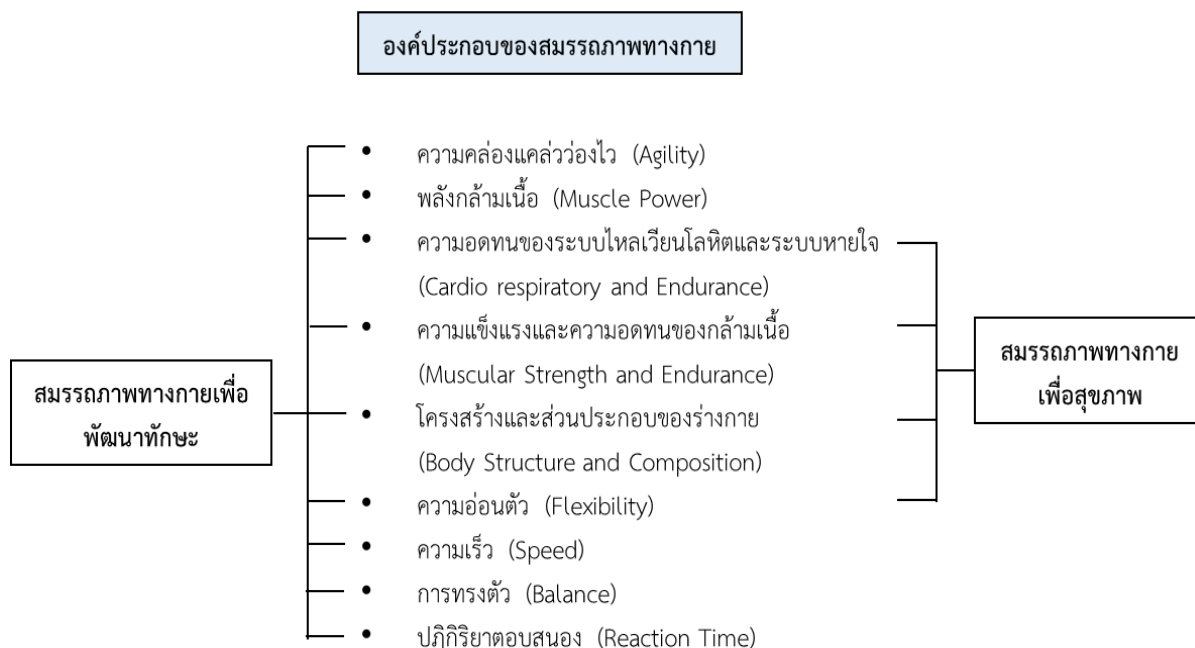 องค์ประกอบของสมรรถภาพทางกาย
• ความคล่องแคล่วว่องไว (Agility)
• พลังกล้ามเนื้อ (Muscle Power)
• ความอดทนของระบบไหลเวียนโลหิตและระบบหายใจ
(Cardio respiratory and Endurance)
• ความแข็งแรงและความอดทนของกล้ามเนื้อ
(Muscular Strength and Endurance)
• โครงสร้างและส่วนประกอบของร่างกาย
(Body Structure and Composition)
• ความอ่อนตัว (Flexibility)
• ความเร็ว (Speed)
• การทรงตัว (Balance)
• ปฏิกิริยาตอบสนอง (Reaction Time)
สมรรถภาพทางกายเพื่อ
พัฒนาทักษะ
สมรรถภาพทางกาย
เพื่อสุขภาพ